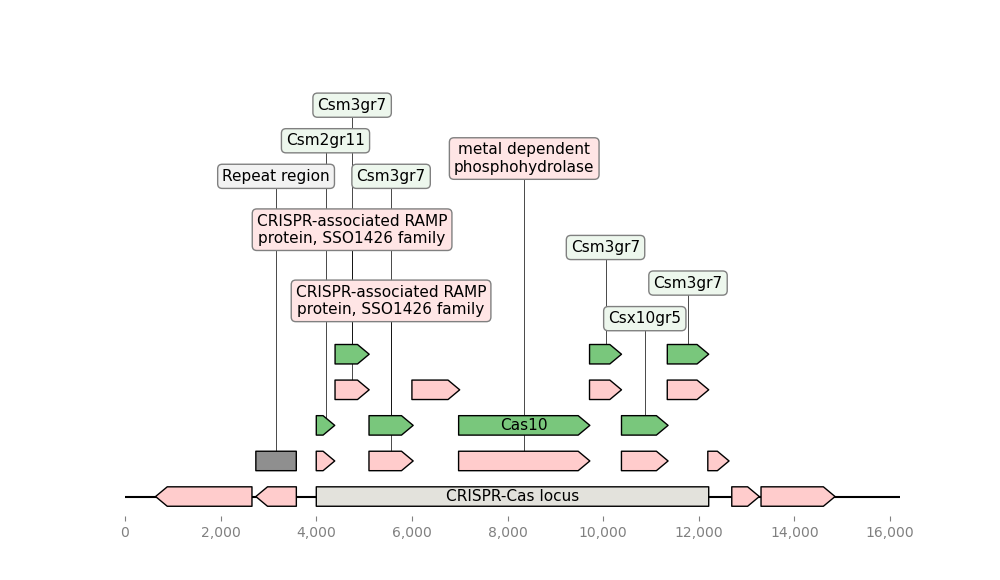 Csm3gr7
Csm2gr11
metal dependent
phosphohydrolase
Repeat region
Csm3gr7
CRISPR-associated RAMP
protein, SSO1426 family
Csm3gr7
Csm3gr7
CRISPR-associated RAMP
protein, SSO1426 family
Csx10gr5
Cas10
CRISPR-Cas locus
0
2,000
4,000
6,000
8,000
10,000
12,000
14,000
16,000